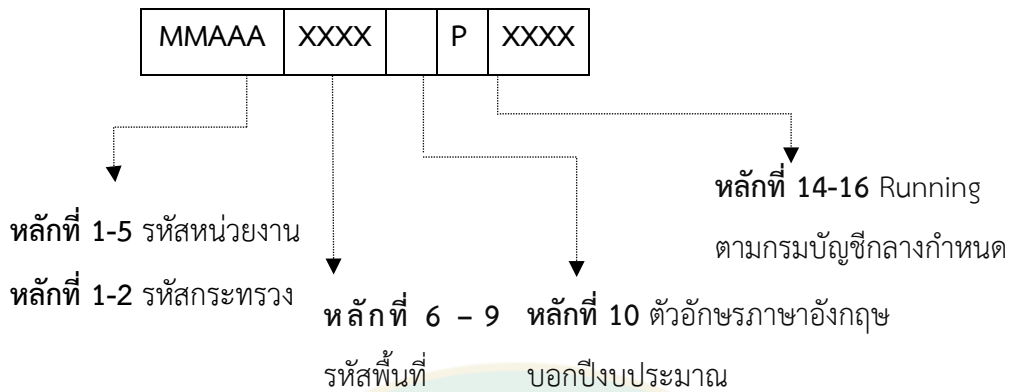 MMAAA XXXX P XXXX
หลักที่ 14-16 Running
ตามกรมบัญชีกลางกำหนด
หลักที่ 1-5 รหัสหน่วยงาน
หลักที่ 1-2 รหัสกระทรวง
หลักที่ 6 – 9
รหัสพื้นที่
หลักที่ 10 ตัวอักษรภาษาอังกฤษ
บอกปีงบประมาณ